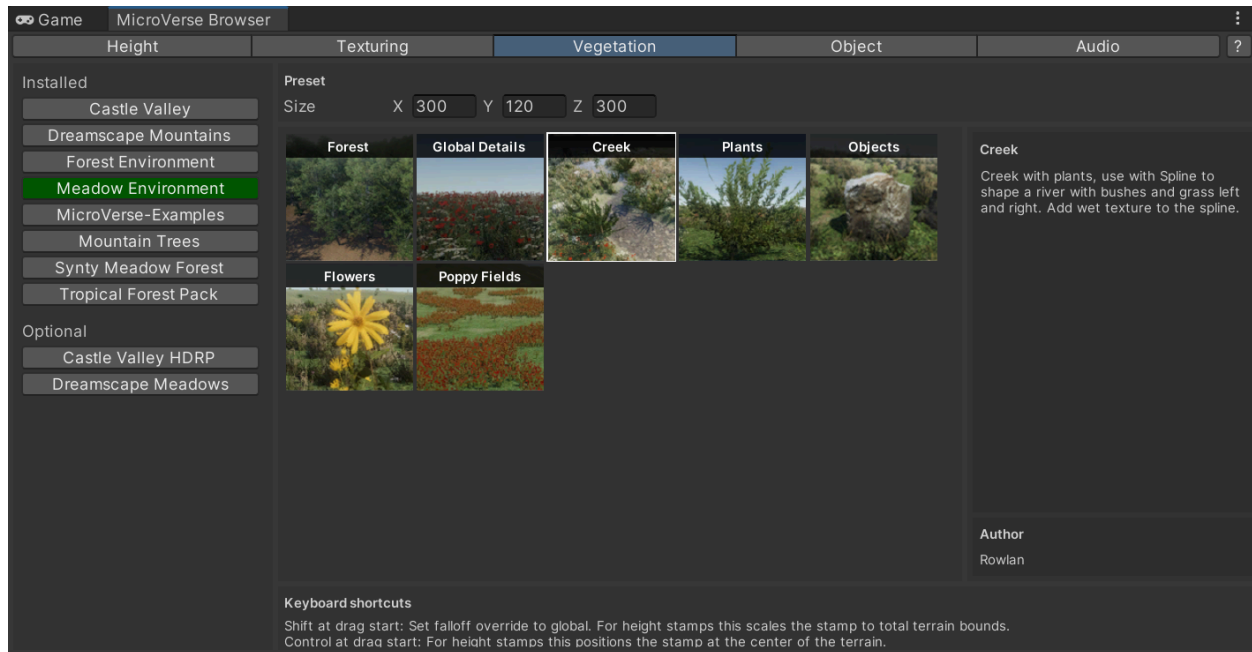 Game
MicroVerse Browser
Height
Texturing
Vegetation
Object
Audio
?
Installed
Castle Valley
Dreamscape Mountains
Forest Environment
Meadow Environment
MicroVerse-Examples
Mountain Trees
Synty Meadow Forest
Tropical Forest Pack
Optional
Castle Valley HDRP
Dreamscape Meadows
Preset
Size X 300 Y 120 Z 300
Forest
Global Details
Creek
Plants
Objects
Flowers
Poppy Fields
Creek
Creek with plants, use with Spline to
shape a river with bushes and grass left
and right. Add wet texture to the spline.
Author
Rowlan
Keyboard shortcuts
Shift at drag start: Set falloff override to global. For height stamps this scales the stamp to total terrain bounds.
Control at drag start: For height stamps this positions the stamp at the center of the terrain.